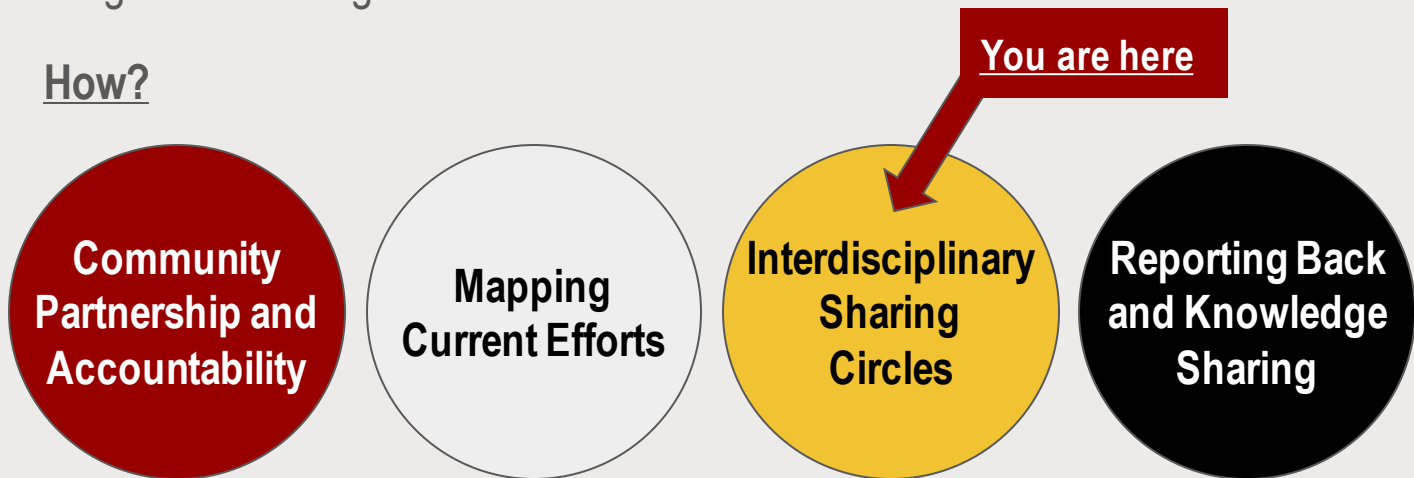 You are here
How?
Community
Partnership and
Accountability
Mapping
Current Efforts
Interdisciplinary
Sharing
Circles
Reporting Back
and Knowledge
Sharing